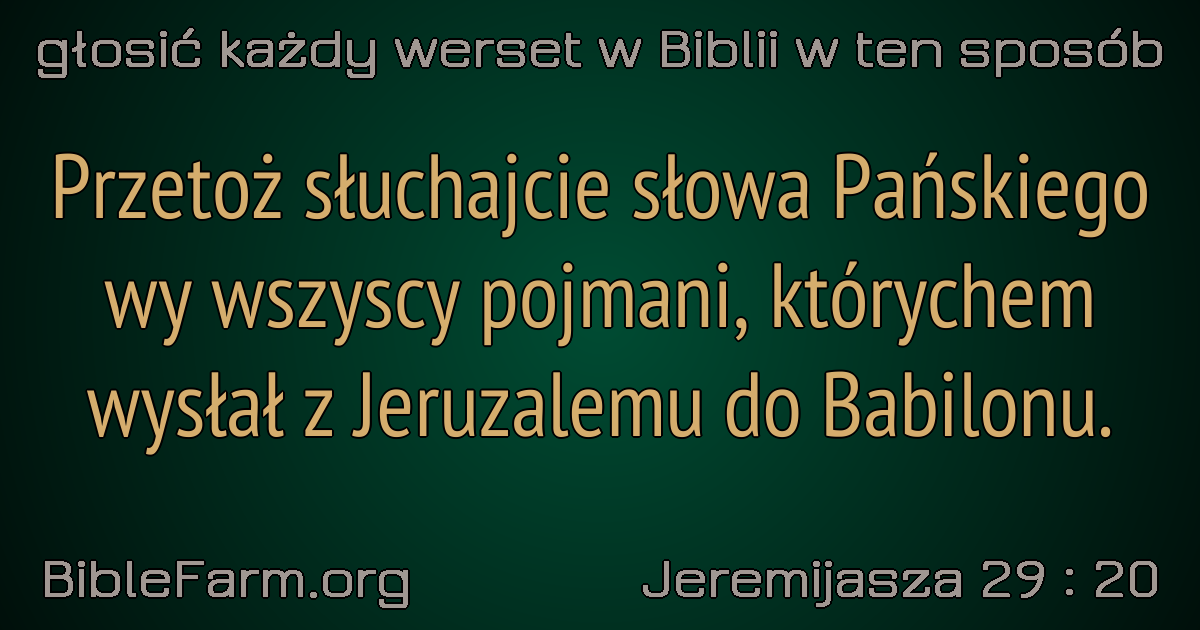 głosić każdy werset w Biblii w ten sposób
Przetoż słuchajcie słowa Pańskiego
wy wszyscy pojmani, którychem
wysłał z Jeruzalemu do Babilonu.
BibleFarm.org
Jeremijasza 29 : 20